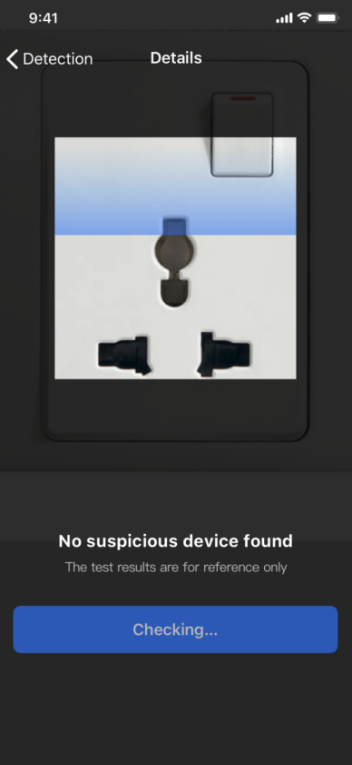 9:41
Detection
Details
No suspicious device found
The test results are for reference only
Checking...